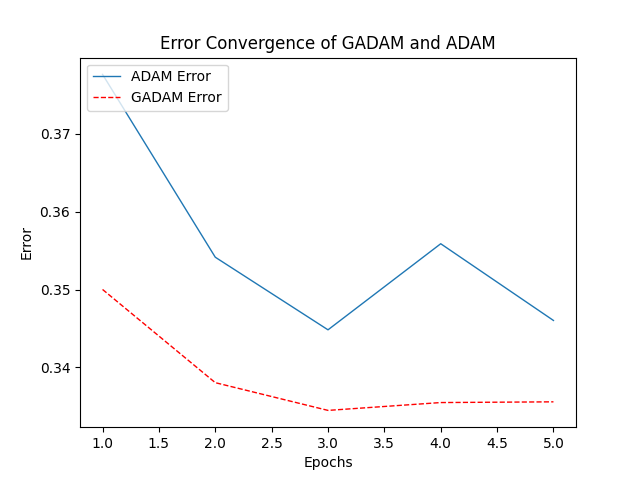 Error Convergence of GADAM and ADAM
ADAM Error
GADAM Error
0.37
0.36
0.35
0.34
Error
1.0 1.5 2.0 2.5 3.0 3.5 4.0 4.5 5.0
Epochs